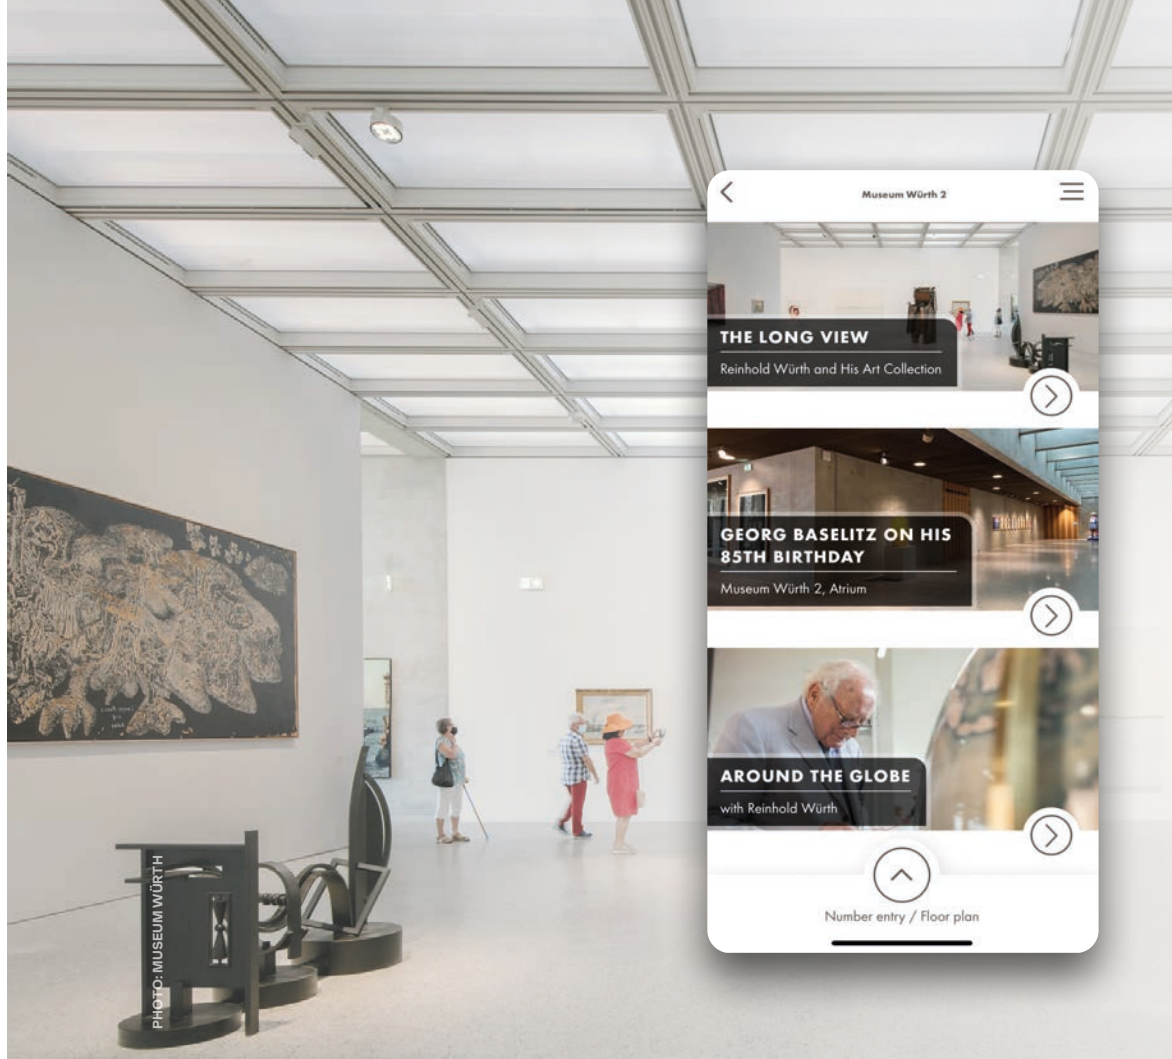 Museum Würth 2
THE LONG VIEW
Reinhold Würth and His Art Collection
GEORG BASELITZ ON HIS
85TH BIRTHDAY
Museum Würth 2, Atrium
AROUND THE GLOBE
with Reinhold Würth
Number entry / Floor plan
PHOTO: MUSEUM WÜRTH